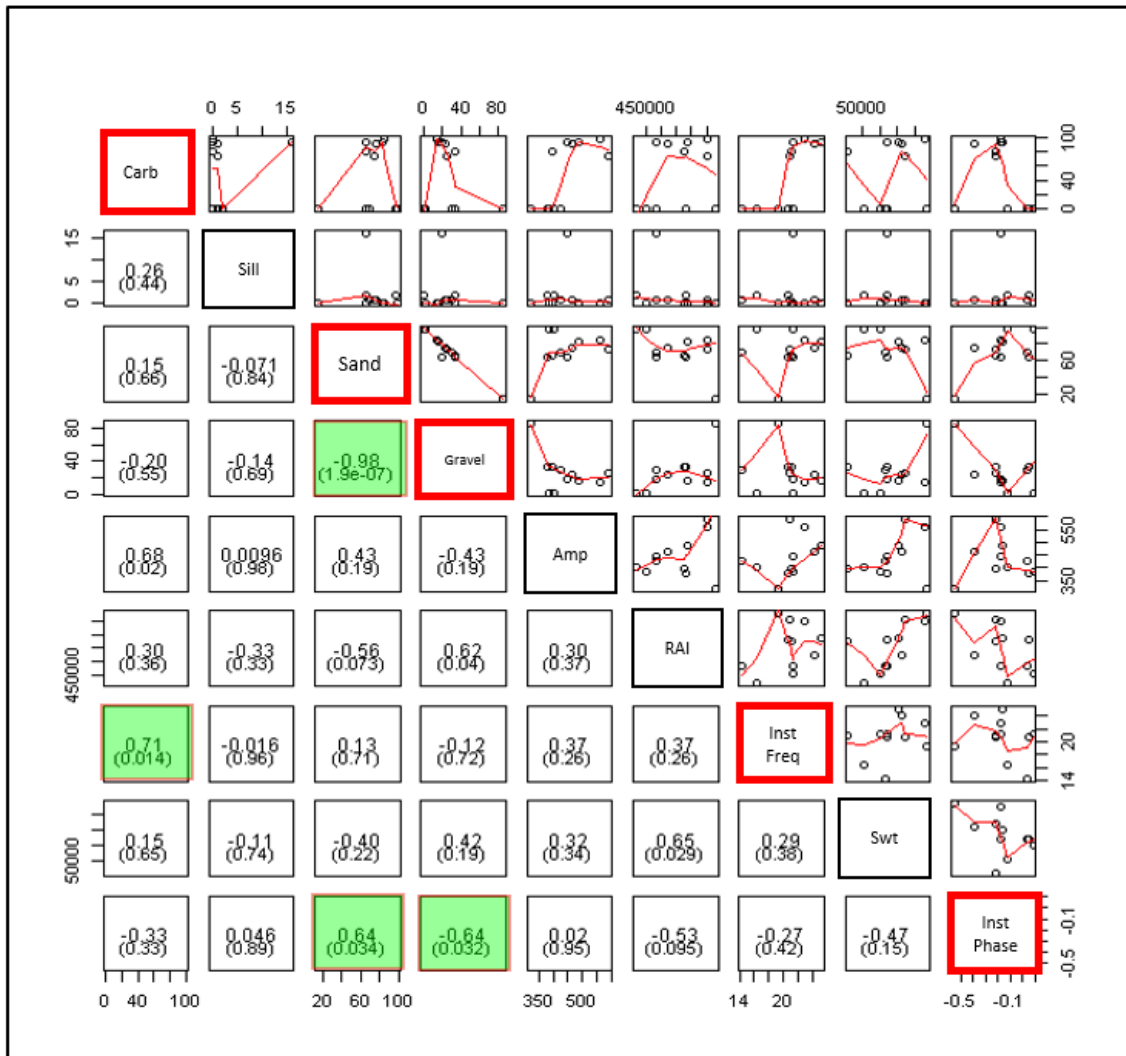 0 5 15 0 40 80 450000 50000
Carb 0 40 100
15 5 0 0.26 Sill
(0.44)
0.15 -0.071 Sand 60 20
(0.66) (0.84)
80 40 0 -0.20 -0.14 -0.98 Gravel
(0.55) (0.69) (1.9e-07)
0.68 0.0096 0.43 -0.43 Amp 550 350
(0.02) (0.98) (0.19) (0.19)
450000 0.30 -0.33 -0.56 0.62 0.30 RAI
(0.36) (0.33) (0.073) (0.04) (0.37)
0.71 -0.016 0.13 -0.12 0.37 0.37 Inst Freq 20 14
(0.014) (0.96) (0.71) (0.72) (0.26) (0.26)
50000 0.15 -0.11 -0.40 0.42 0.32 0.65 0.29 Swt
(0.65) (0.74) (0.22) (0.19) (0.34) (0.029) (0.38)
-0.33 0.046 0.64 -0.64 0.02 -0.53 -0.27 -0.47 Inst Phase -0.1 -0.5
(0.33) (0.89) (0.034) (0.032) (0.95) (0.095) (0.42) (0.15)
0 40 100 20 60 100 350 500 14 20 -0.5 -0.1